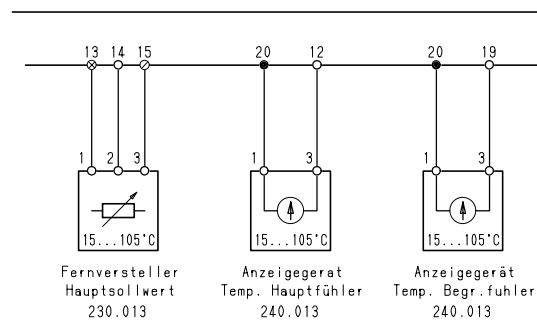 13 14 15 20 12 20 19
1 2 3 1 3 1 3
15...105°C 15...105°C 15...105°C
Fernversteller
Hauptsollwert
230.013
Anzeigegerat
Temp. Hauptfühler
240.013
Anzeigegerät
Temp. Begr.fuhler
240.013